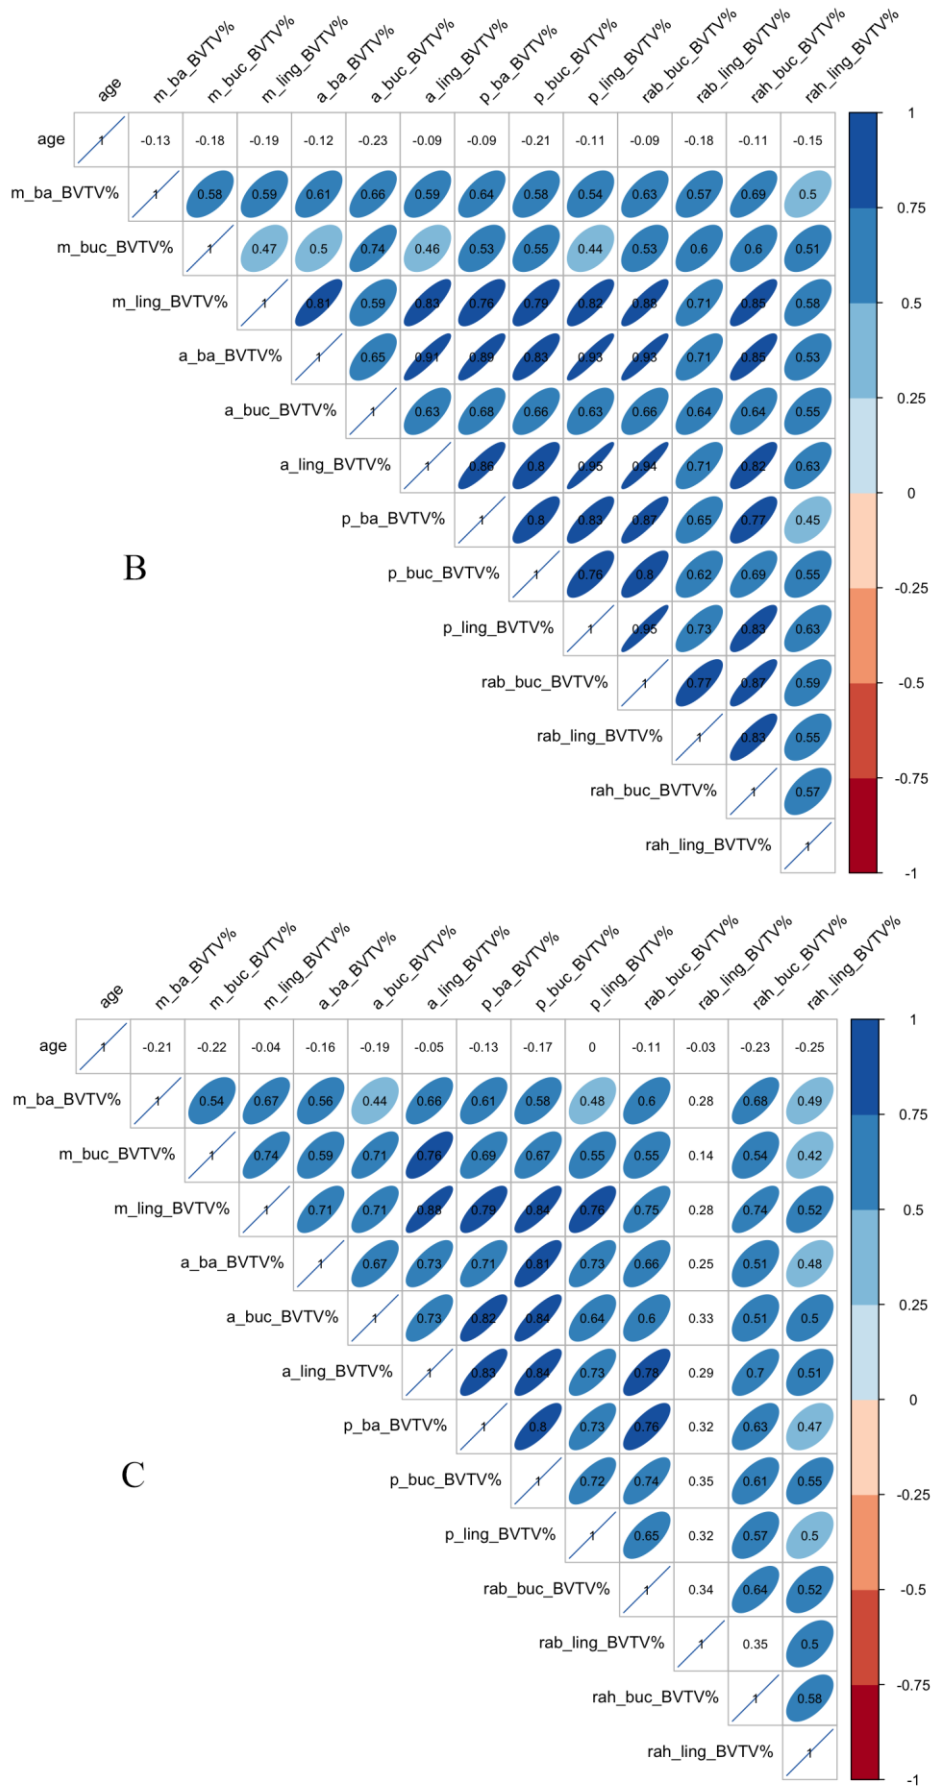 age m_ba_BVTV% m_buc_BVTV% m_ling_BVTV% a_ba_BVTV% a_buc_BVTV% a_ling_BVTV% p_ba_BVTV% p_buc_BVTV% p_ling_BVTV% rab_buc_BVTV% rab_ling_BVTV% rah_buc_BVTV% rah_ling_BVTV%
age 1 -0.13 -0.18 -0.19 -0.12 -0.23 -0.09 -0.09 -0.21 -0.11 -0.09 -0.18 -0.11 -0.15
m_ba_BVTV% 1 0.58 0.59 0.61 0.66 0.59 0.64 0.58 0.54 0.63 0.57 0.69 0.5
m_buc_BVTV% 1 0.47 0.5 0.74 0.46 0.53 0.55 0.44 0.53 0.6 0.6 0.51
m_ling_BVTV% 1 0.81 0.59 0.83 0.76 0.79 0.82 0.88 0.71 0.85 0.58
a_ba_BVTV% 1 0.65 0.91 0.89 0.83 0.93 0.93 0.71 0.85 0.53
a_buc_BVTV% 1 0.63 0.68 0.66 0.63 0.66 0.64 0.64 0.55
a_ling_BVTV% 1 0.86 0.8 0.95 0.94 0.71 0.82 0.63
p_ba_BVTV% 1 0.8 0.83 0.87 0.65 0.77 0.45
B
p_buc_BVTV% 1 0.76 0.8 0.62 0.69 0.55
p_ling_BVTV% 1 0.95 0.73 0.83 0.63
rab_buc_BVTV% 1 0.77 0.87 0.59
rab_ling_BVTV% 1 0.83 0.55
rah_buc_BVTV% 1 0.57
rah_ling_BVTV% 1
1
0.75
0.5
0.25
0
-0.25
-0.5
-0.75
-1
age m_ba_BVTV% m_buc_BVTV% m_ling_BVTV% a_ba_BVTV% a_buc_BVTV% a_ling_BVTV% p_ba_BVTV% p_buc_BVTV% p_ling_BVTV% rab_buc_BVTV% rab_ling_BVTV% rah_buc_BVTV% rah_ling_BVTV%
age 1 -0.21 -0.22 -0.04 -0.16 -0.19 -0.05 -0.13 -0.17 0 -0.11 -0.03 -0.23 -0.25
m_ba_BVTV% 1 0.54 0.67 0.56 0.44 0.66 0.61 0.58 0.48 0.6 0.28 0.68 0.49
m_buc_BVTV% 1 0.74 0.59 0.71 0.76 0.69 0.67 0.55 0.55 0.14 0.54 0.42
m_ling_BVTV% 1 0.71 0.71 0.88 0.79 0.84 0.76 0.75 0.28 0.74 0.52
a_ba_BVTV% 1 0.67 0.73 0.71 0.81 0.73 0.66 0.25 0.51 0.48
a_buc_BVTV% 1 0.73 0.82 0.84 0.64 0.6 0.33 0.51 0.5
a_ling_BVTV% 1 0.83 0.84 0.73 0.78 0.29 0.7 0.51
p_ba_BVTV% 1 0.8 0.73 0.76 0.32 0.63 0.47
C
p_buc_BVTV% 1 0.72 0.74 0.35 0.61 0.55
p_ling_BVTV% 1 0.65 0.32 0.57 0.5
rab_buc_BVTV% 1 0.34 0.64 0.52
rab_ling_BVTV% 1 0.35 0.5
rah_buc_BVTV% 1 0.58
rah_ling_BVTV% 1
1
0.75
0.5
0.25
0
-0.25
-0.5
-0.75
-1